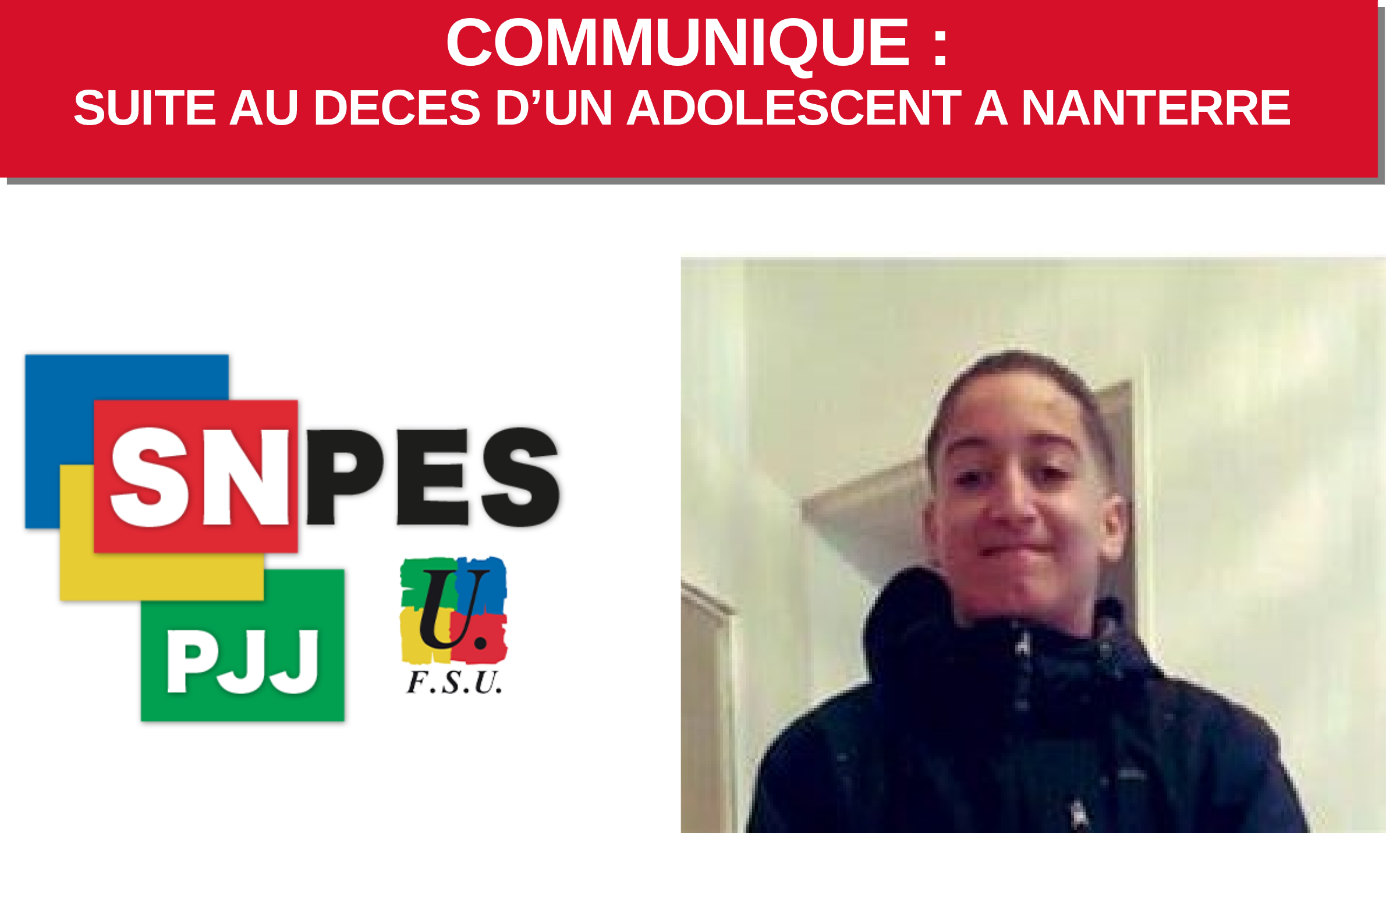 COMMUNIQUE :
SUITE AU DECES D’UN ADOLESCENT A NANTERRE
SNPES
PJJ
U.
F.S.U.